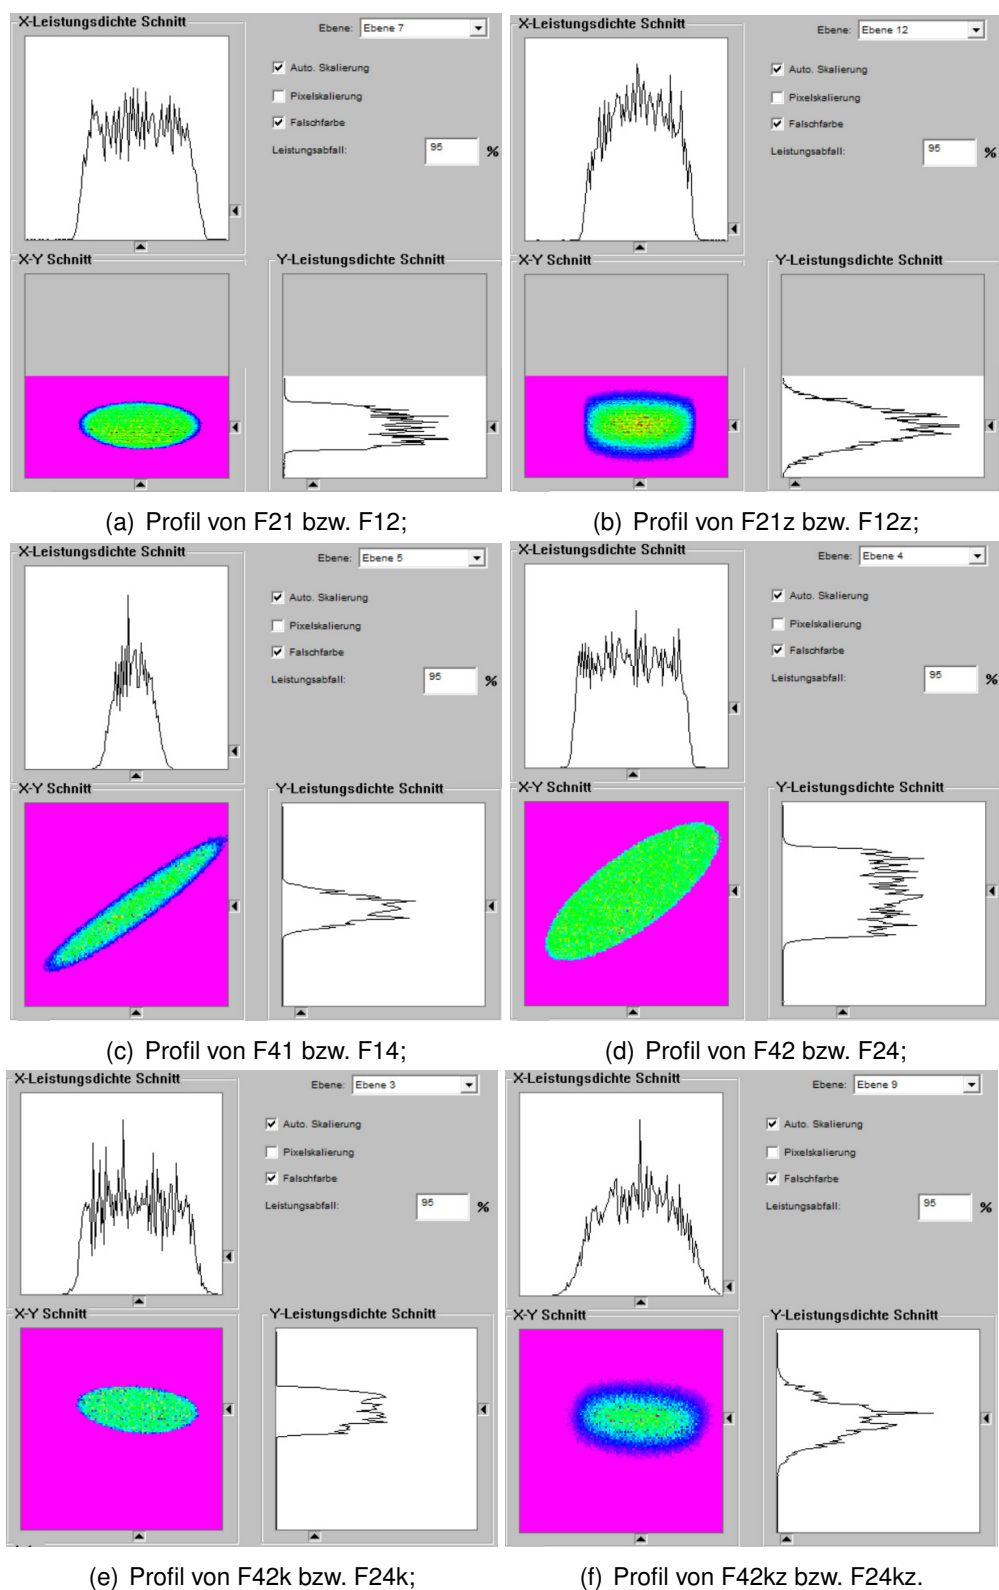 X-Leistungsdichte Schnitt
Ebene: Ebene 7
Auto. Skalierung
Pixelskalierung
Falschfarbe
Leistungsabfall: 95 %
X-Y Schnitt
Y-Leistungsdichte Schnitt
(a) Profil von F21 bzw. F12;
X-Leistungsdichte Schnitt
Ebene: Ebene 12
Auto. Skalierung
Pixelskalierung
Falschfarbe
Leistungsabfall: 95 %
X-Y Schnitt
Y-Leistungsdichte Schnitt
(b) Profil von F21z bzw. F12z;
X-Leistungsdichte Schnitt
Ebene: Ebene 5
Auto. Skalierung
Pixelskalierung
Falschfarbe
Leistungsabfall: 95 %
X-Y Schnitt
Y-Leistungsdichte Schnitt
(c) Profil von F41 bzw. F14;
X-Leistungsdichte Schnitt
Ebene: Ebene 4
Auto. Skalierung
Pixelskalierung
Falschfarbe
Leistungsabfall: 95 %
X-Y Schnitt
Y-Leistungsdichte Schnitt
(d) Profil von F42 bzw. F24;
X-Leistungsdichte Schnitt
Ebene: Ebene 3
Auto. Skalierung
Pixelskalierung
Falschfarbe
Leistungsabfall: 95 %
X-Y Schnitt
Y-Leistungsdichte Schnitt
(e) Profil von F42k bzw. F24k;
X-Leistungsdichte Schnitt
Ebene: Ebene 9
Auto. Skalierung
Pixelskalierung
Falschfarbe
Leistungsabfall: 95 %
X-Y Schnitt
Y-Leistungsdichte Schnitt
(f) Profil von F42kz bzw. F24kz.